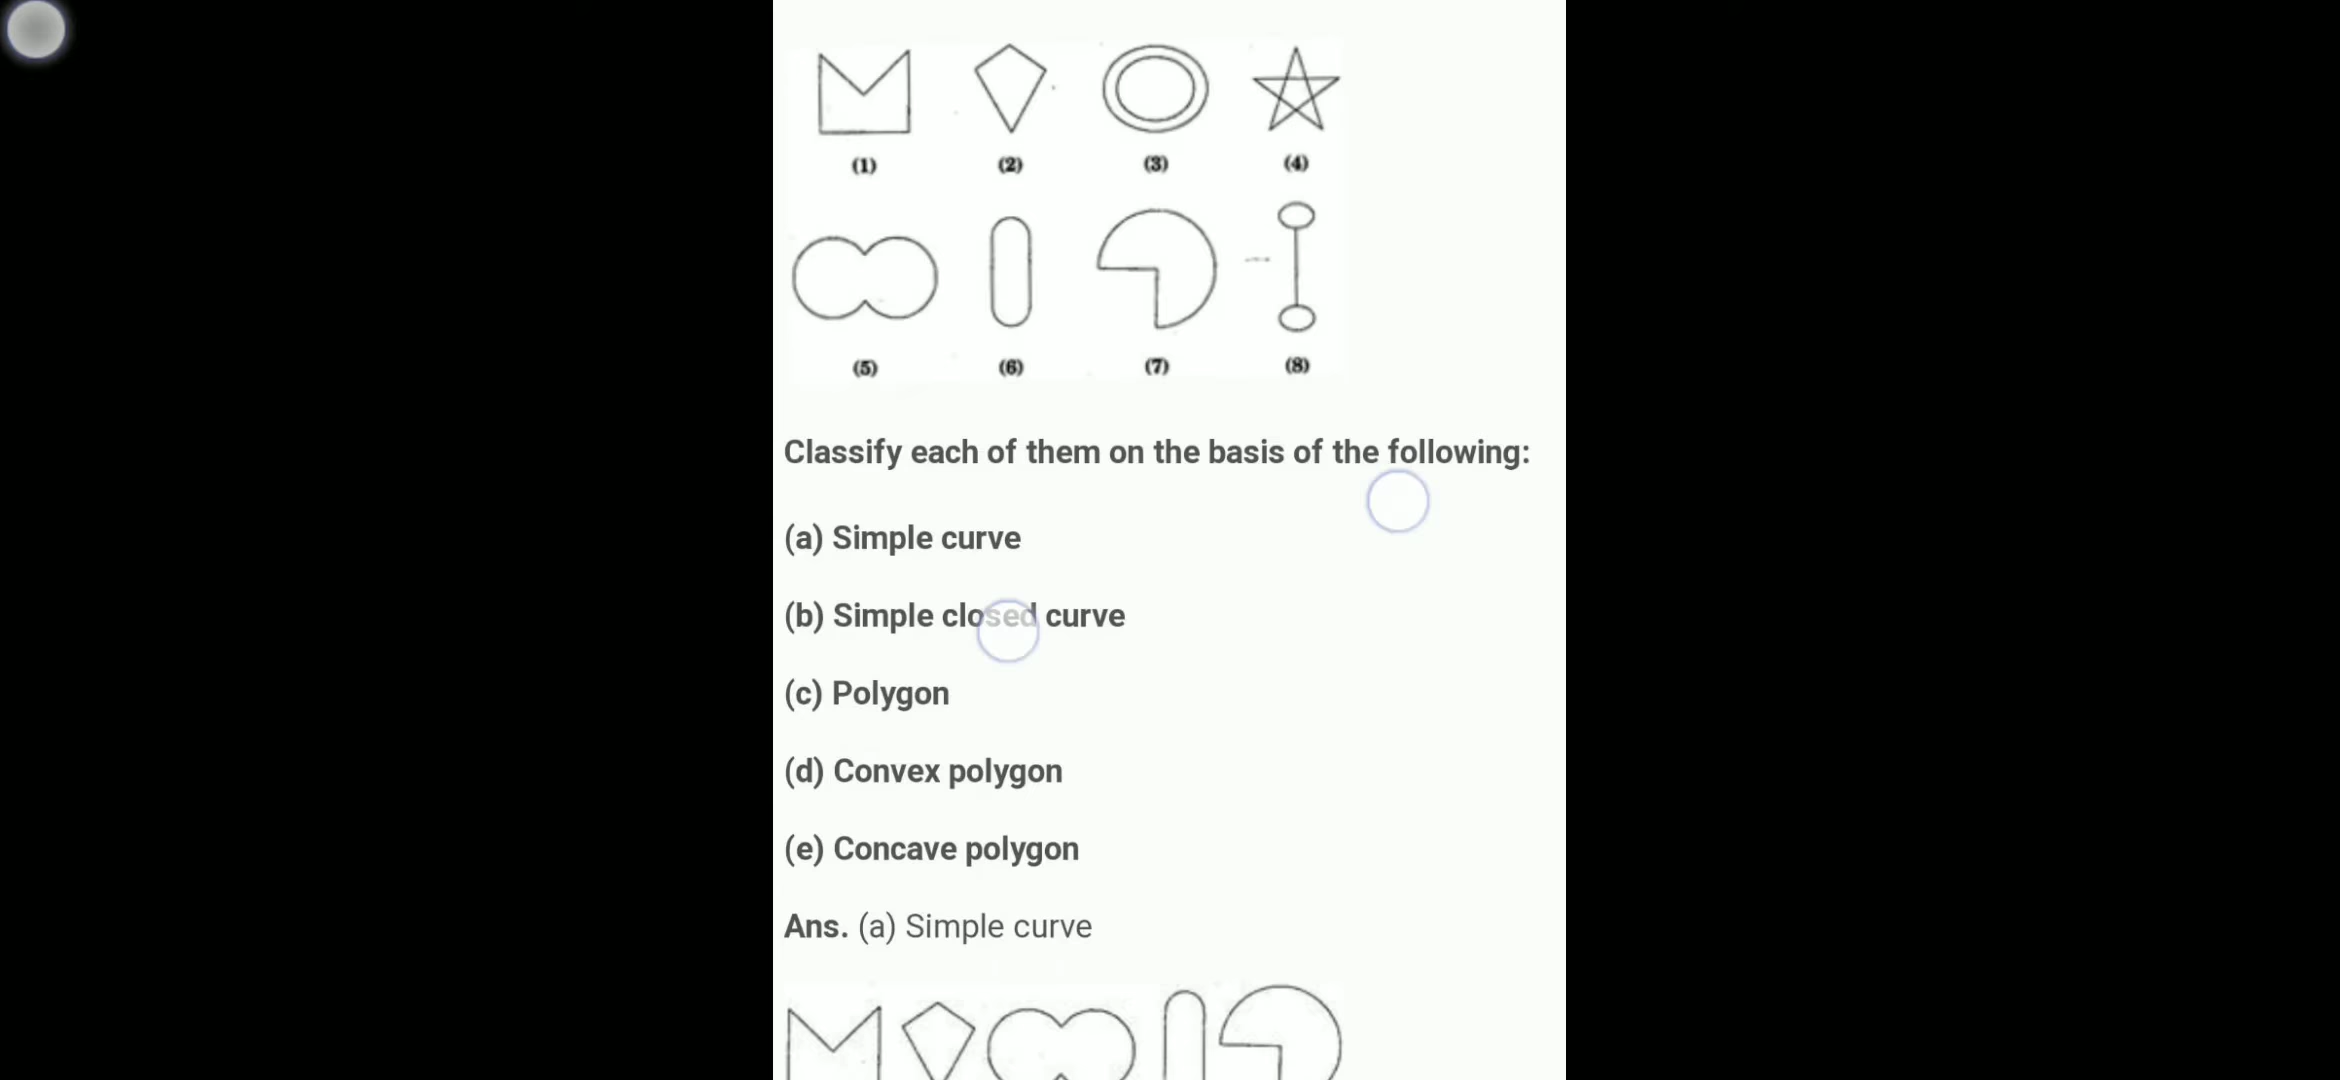 (1) (2) (3) (4)
(5) (6) (7) (8)
Classify each of them on the basis of the following:
(a) Simple curve
(b) Simple closed curve
(c) Polygon
(d) Convex polygon
(e) Concave polygon
Ans. (a) Simple curve